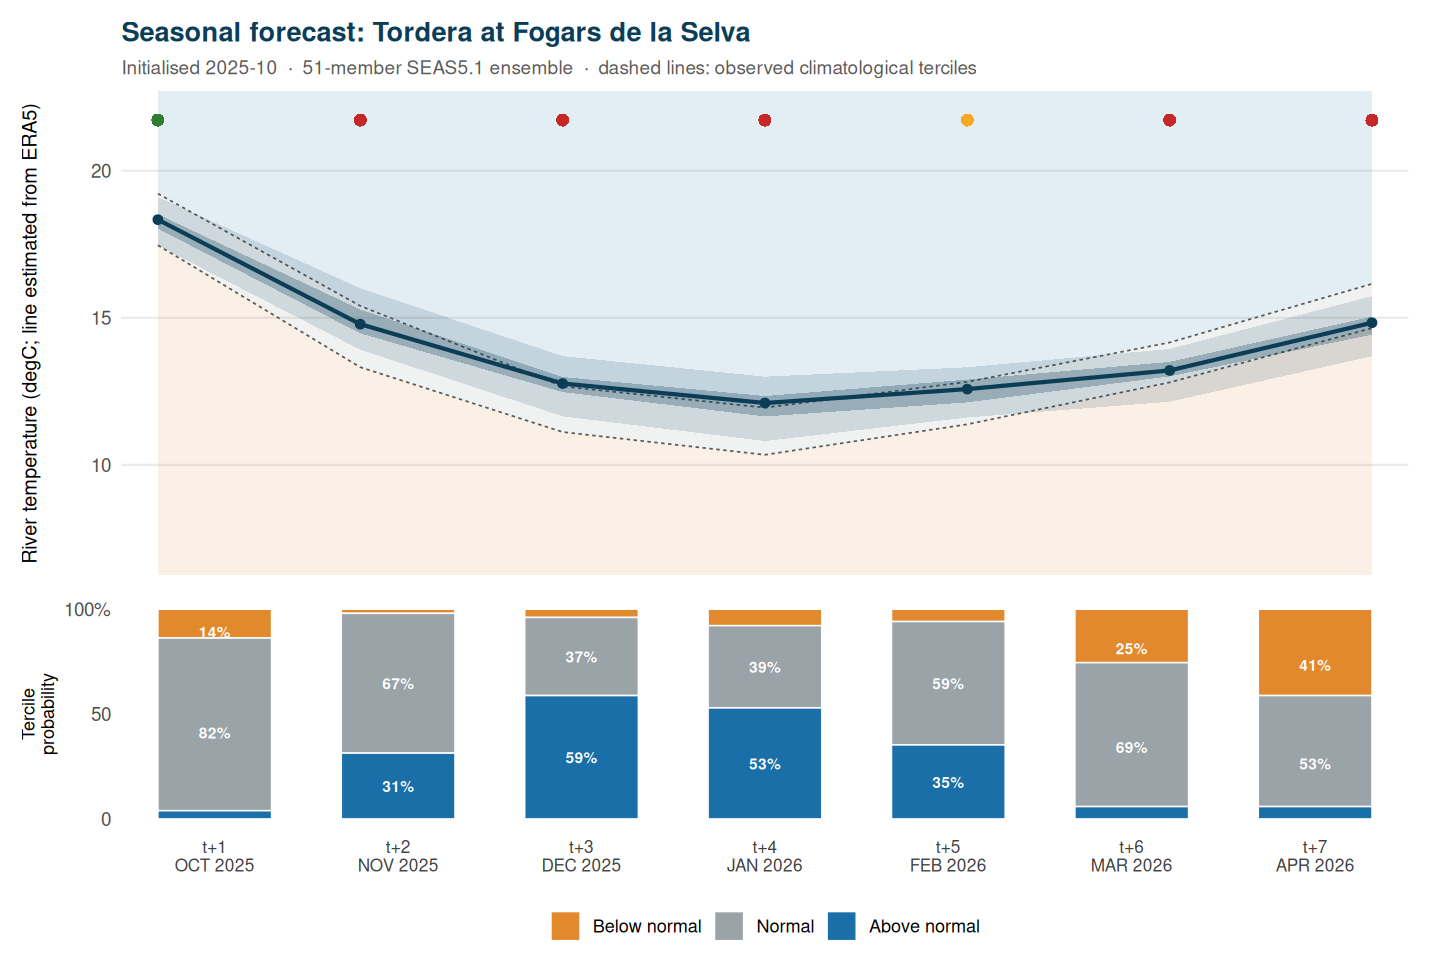 Seasonal forecast: Tordera at Fogars de la Selva
Initialised 2025-10 · 51-member SEAS5.1 ensemble · dashed lines: observed climatological terciles
River temperature (degC; line estimated from ERA5)
20
15
10
Tercile
probability
100%
50
0
14%
82%
67%
31%
37%
59%
39%
53%
59%
35%
25%
69%
41%
53%
t+1
OCT 2025
t+2
NOV 2025
t+3
DEC 2025
t+4
JAN 2026
t+5
FEB 2026
t+6
MAR 2026
t+7
APR 2026
Below normal
Normal
Above normal